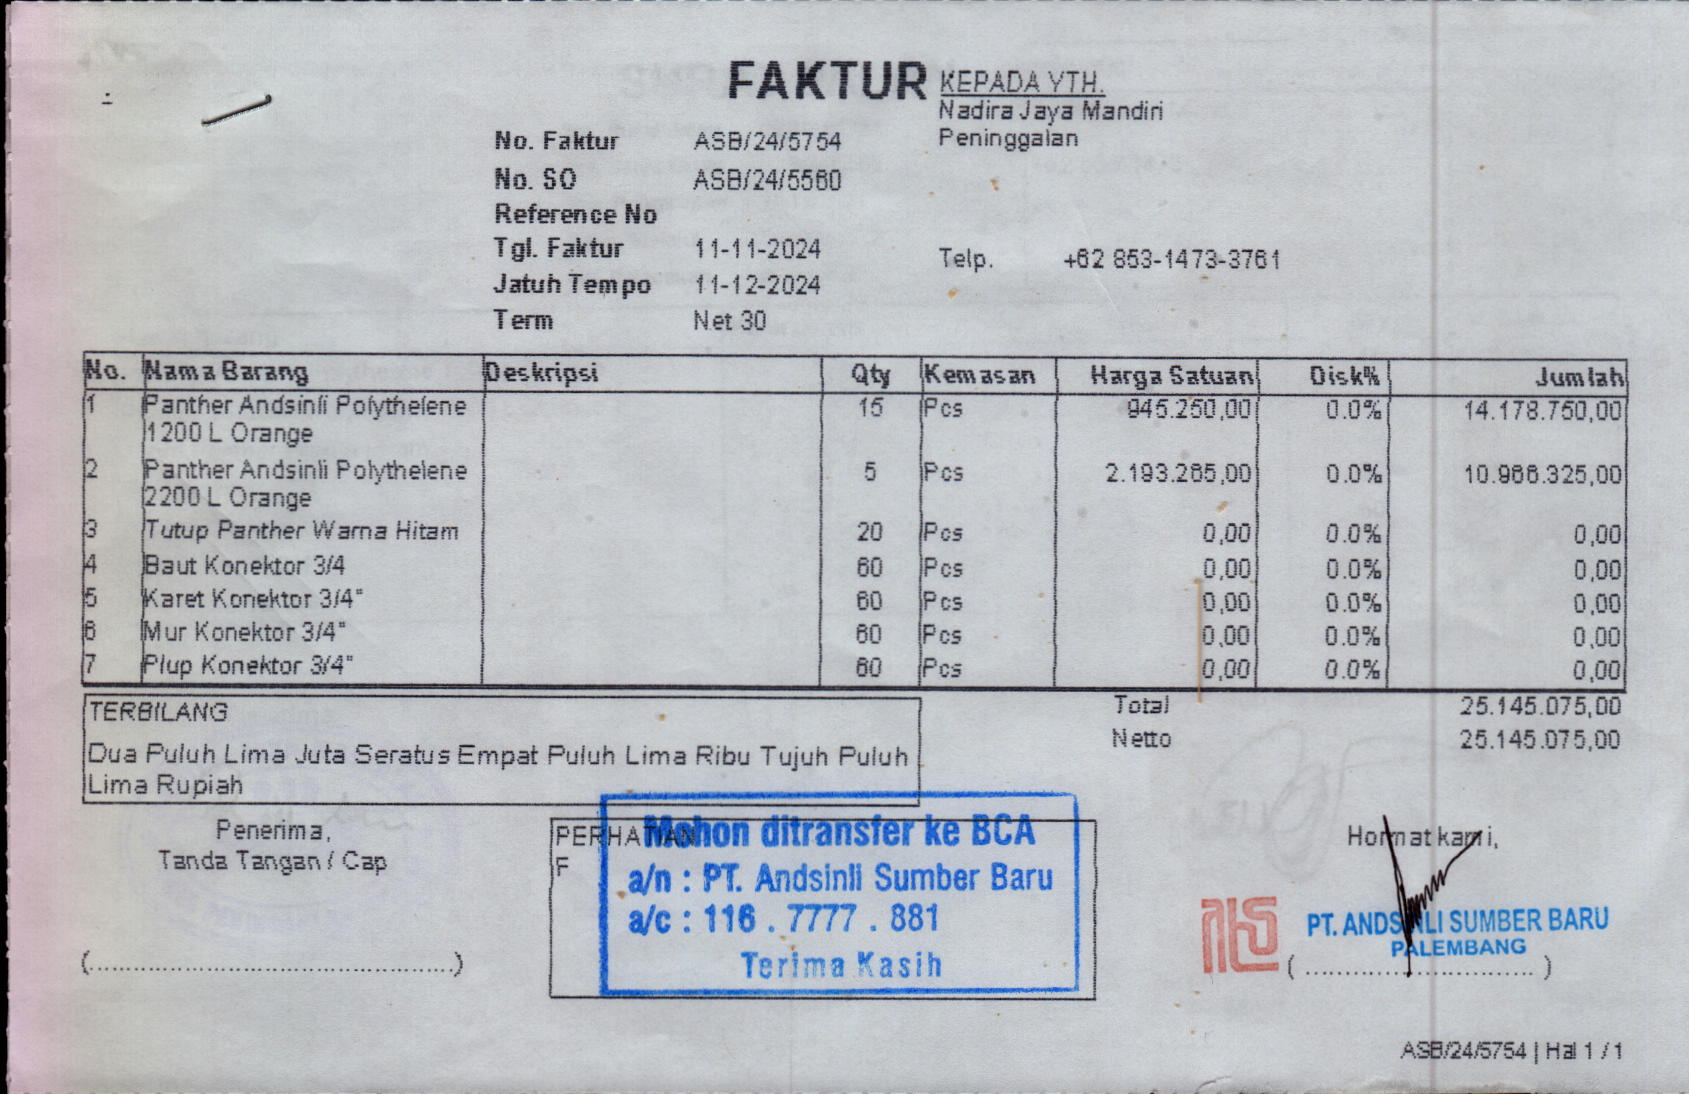 FAKTUR
KEPADA YTH.
Nadira Jaya Mandiri
Peninggalan
No. Faktur ASB/24/5754
No. SO ASB/24/5560
Reference No
Tgl. Faktur 11-11-2024
Jatuh Tempo 11-12-2024
Term Net 30
Telp. +62 853-1473-3761
No. Nama Barang Deskripsi Qty Kemasan Harga Satuan Disk% Jumlah
1 Panther Andsinli Polythelene 15 Pcs 945.250,00 0.0% 14.178.750,00
1200 L Orange
2 Panther Andsinli Polythelene 5 Pcs 2.193.265,00 0.0% 10.966.325,00
2200 L Orange
3 Tutup Panther Warna Hitam 20 Pcs 0,00 0.0% 0,00
4 Baut Konektor 3/4 60 Pcs 0,00 0.0% 0,00
5 Karet Konektor 3/4" 60 Pcs 0,00 0.0% 0,00
6 Mur Konektor 3/4" 60 Pcs 0,00 0.0% 0,00
7 Plup Konektor 3/4" 60 Pcs 0,00 0.0% 0,00
TERBILANG
Dua Puluh Lima Juta Seratus Empat Puluh Lima Ribu Tujuh Puluh
Lima Rupiah
Total 25.145.075,00
Netto 25.145.075,00
Penerima,
Tanda Tangan / Cap
(............................................)
PERHATIAN
F
Mohon ditransfer ke BCA
a/n : PT. Andsinli Sumber Baru
a/c : 116 . 7777 . 881
Terima Kasih
Hormat kami,
PT. ANDSINLI SUMBER BARU
PALEMBANG
( ............................ )
ASB/24/5754 | Hal 1 / 1